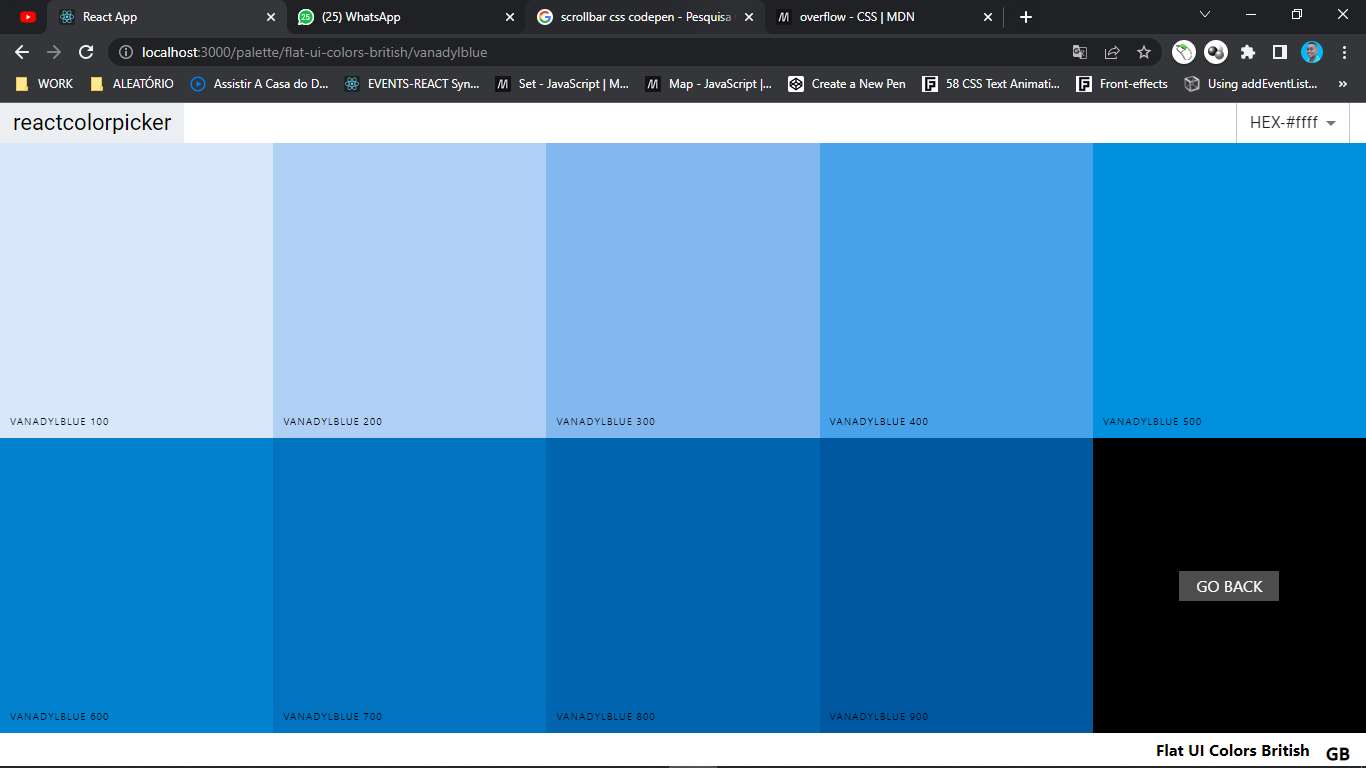 React App
25
(25) WhatsApp
scrollbar css codepen - Pesquisa
overflow - CSS | MDN
localhost:3000/palette/flat-ui-colors-british/vanadylblue
WORK
ALEATÓRIO
Assistir A Casa do D...
EVENTS-REACT Syn...
Set - JavaScript | M...
Map - JavaScript |...
Create a New Pen
58 CSS Text Animati...
Front-effects
Using addEventList...
»
reactcolorpicker
HEX-#ffff
VANADYLBLUE 100
VANADYLBLUE 200
VANADYLBLUE 300
VANADYLBLUE 400
VANADYLBLUE 500
VANADYLBLUE 600
VANADYLBLUE 700
VANADYLBLUE 800
VANADYLBLUE 900
GO BACK
Flat UI Colors British
GB